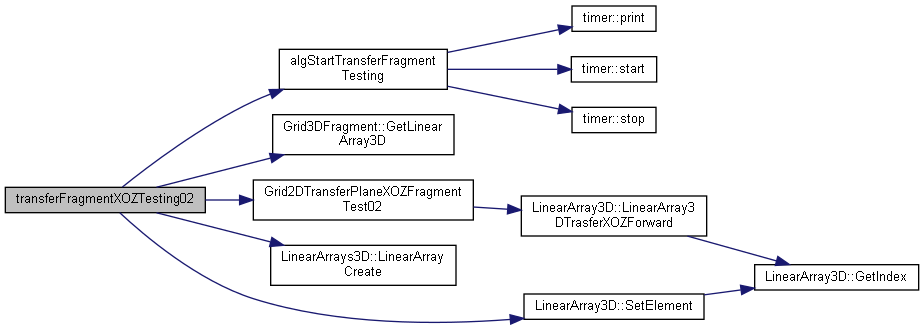 timer::print
algStartTransferFragment
Testing
timer::start
timer::stop
Grid3DFragment::GetLinear
Array3D
transferFragmentXOZTesting02
Grid2DTransferPlaneXOZFragment
Test02
LinearArray3D::LinearArray3
DTrasferXOZForward
LinearArrays3D::LinearArray
Create
LinearArray3D::GetIndex
LinearArray3D::SetElement